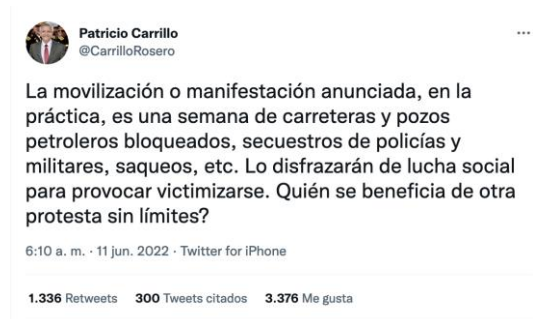 Patricio Carrillo
@CarrilloRosero
La movilización o manifestación anunciada, en la
práctica, es una semana de carreteras y pozos
petroleros bloqueados, secuestros de policías y
militares, saqueos, etc. Lo disfrazarán de lucha social
para provocar victimizarse. Quién se beneficia de otra
protesta sin límites?
6:10 a. m. · 11 jun. 2022 · Twitter for iPhone
1.336 Retweets 300 Tweets citados 3.376 Me gusta